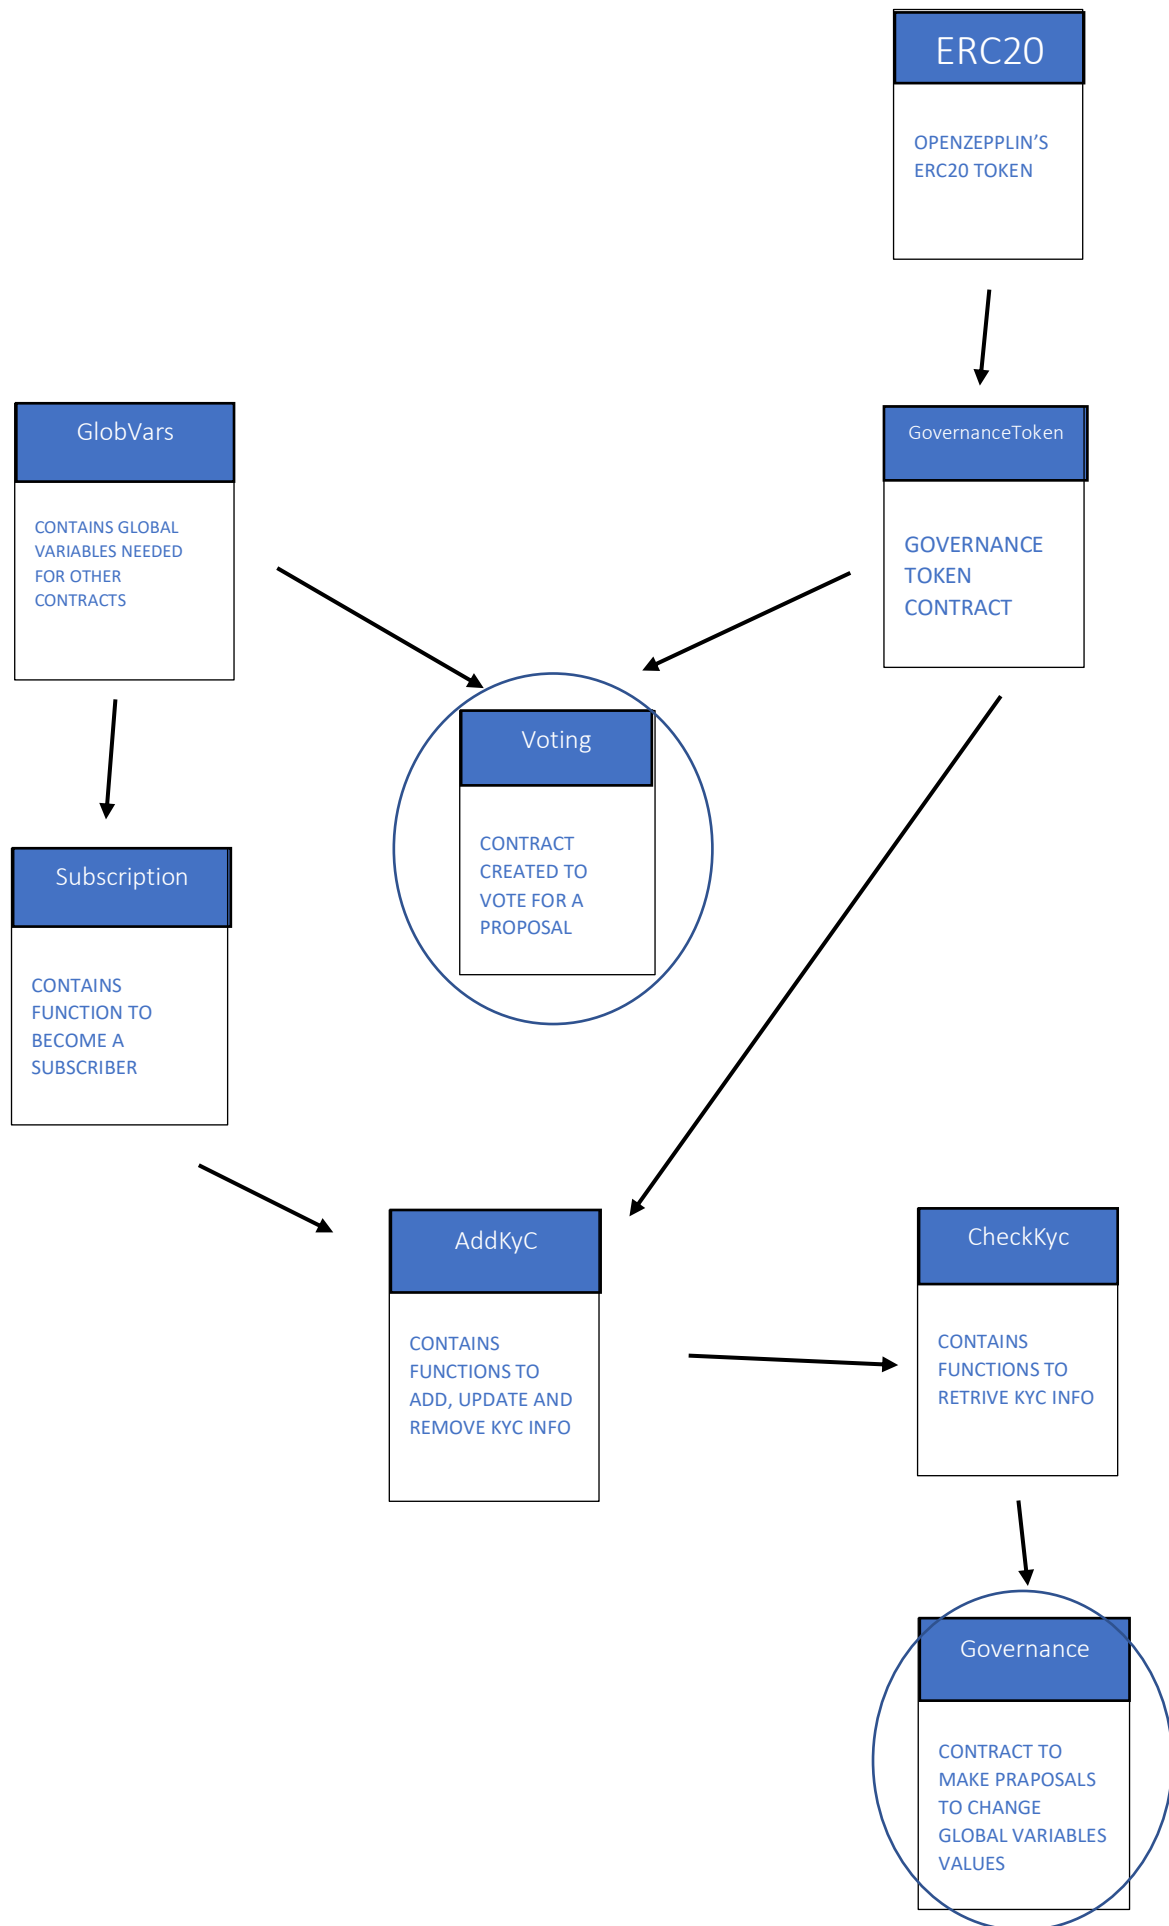 ERC20
OPENZEPPLIN’S
ERC20 TOKEN
GlobVars
CONTAINS GLOBAL
VARIABLES NEEDED
FOR OTHER
CONTRACTS
GovernanceToken
GOVERNANCE
TOKEN
CONTRACT
Voting
CONTRACT
CREATED TO
VOTE FOR A
PROPOSAL
Subscription
CONTAINS
FUNCTION TO
BECOME A
SUBSCRIBER
AddKyC
CONTAINS
FUNCTIONS TO
ADD, UPDATE AND
REMOVE KYC INFO
CheckKyc
CONTAINS
FUNCTIONS TO
RETRIVE KYC INFO
Governance
CONTRACT TO
MAKE PRAPOSALS
TO CHANGE
GLOBAL VARIABLES
VALUES